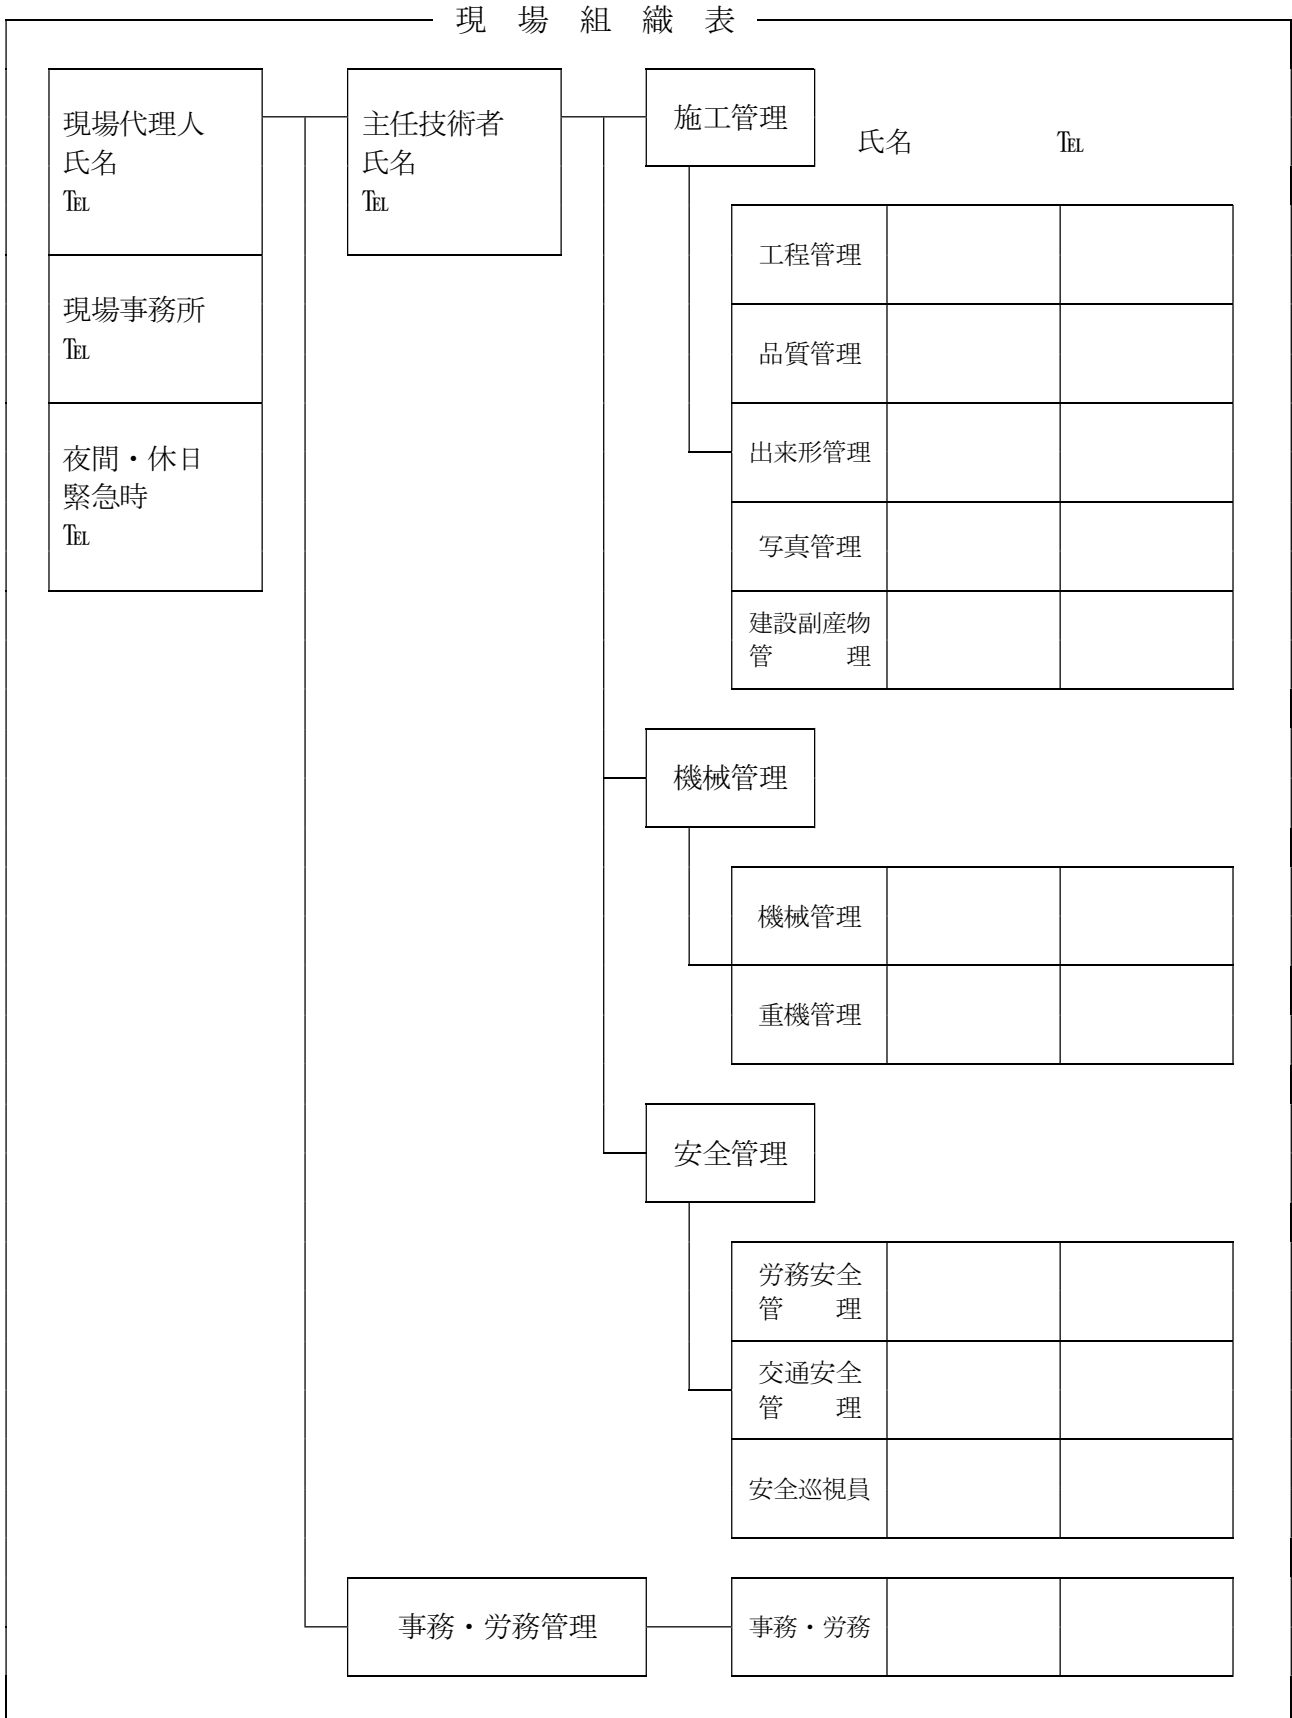 現 場 組 織 表
現場代理人
氏名
℡
現場事務所
℡
夜間・休日
緊急時
℡
主任技術者
氏名
℡
施工管理
氏名 ℡
工程管理
品質管理
出来形管理
写真管理
建設副産物
管 理
機械管理
機械管理
重機管理
安全管理
労務安全
管 理
交通安全
管 理
安全巡視員
事務・労務管理
事務・労務